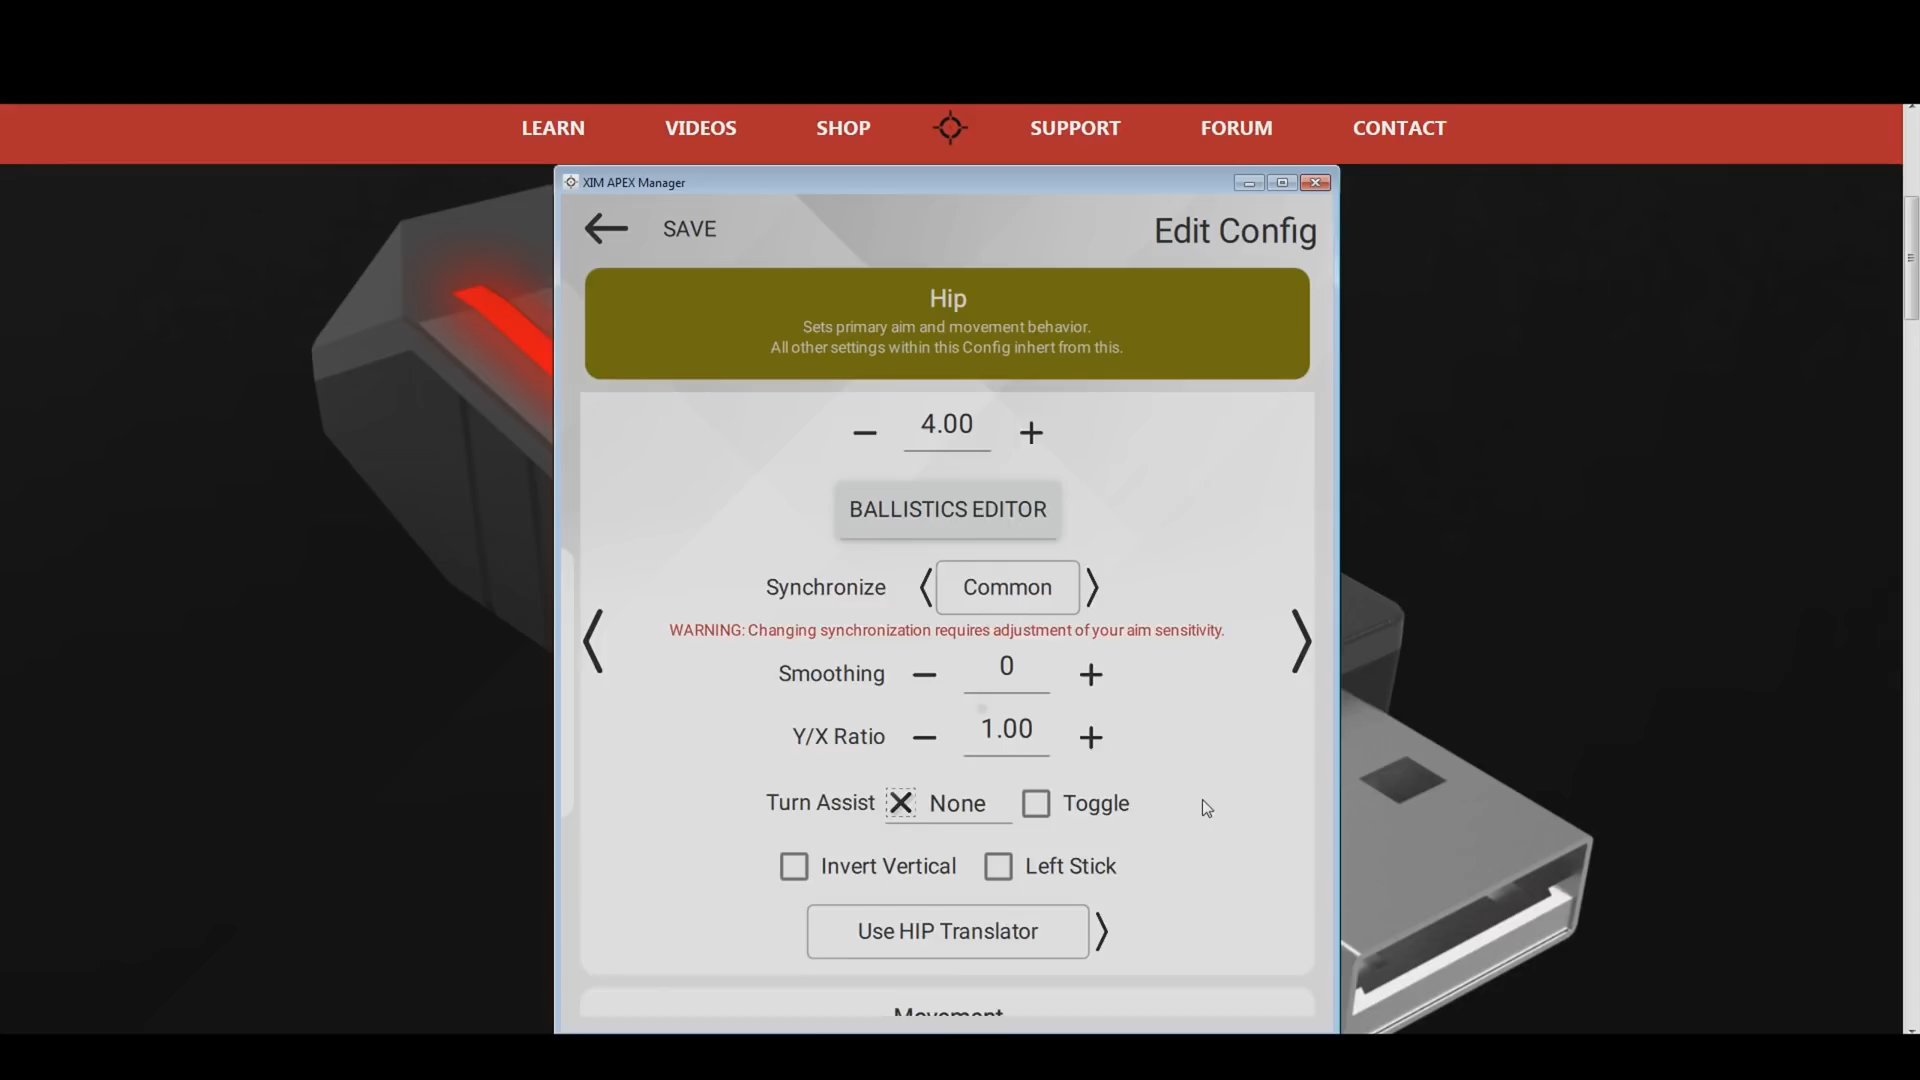 LEARN VIDEOS SHOP SUPPORT FORUM CONTACT
XIM APEX Manager
SAVE Edit Config
Hip
Sets primary aim and movement behavior.
All other settings within this Config inhert from this.
− 4.00 +
BALLISTICS EDITOR
Synchronize Common
WARNING: Changing synchronization requires adjustment of your aim sensitivity.
Smoothing − 0 +
Y/X Ratio − 1.00 +
Turn Assist None Toggle
Invert Vertical Left Stick
Use HIP Translator
Movement